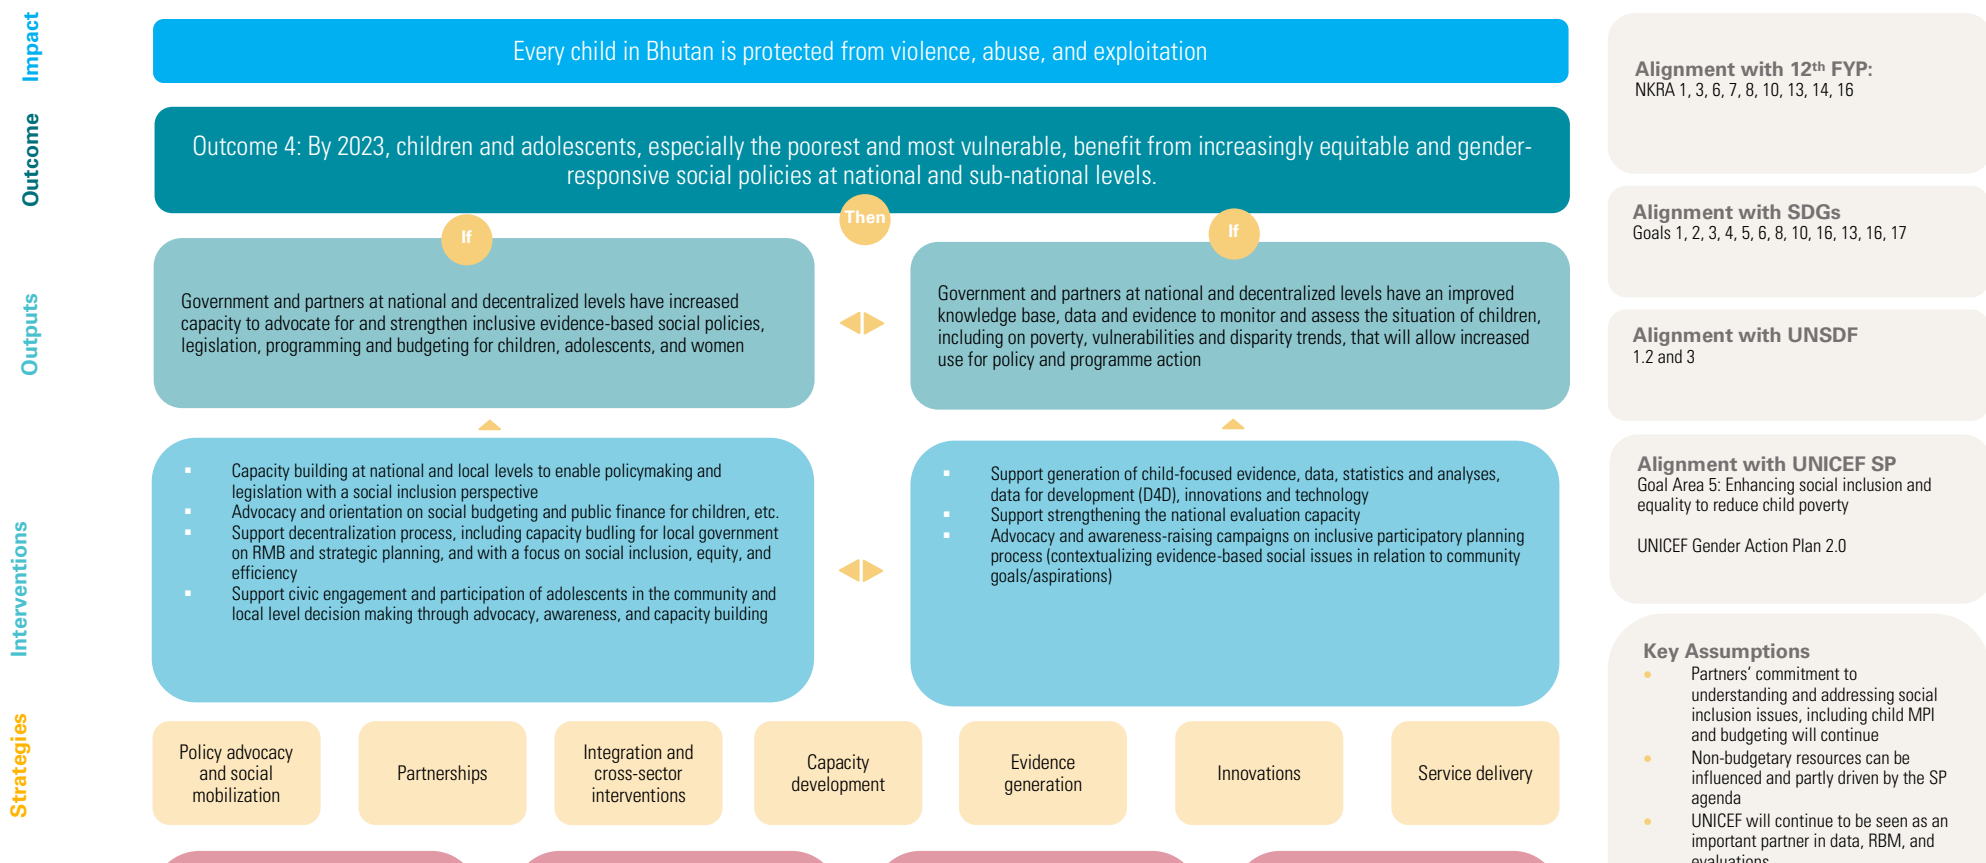 Impact
Every child in Bhutan is protected from violence, abuse, and exploitation
Outcome
Outcome 4: By 2023, children and adolescents, especially the poorest and most vulnerable, benefit from increasingly equitable and gender-
responsive social policies at national and sub-national levels.
If
Then
If
Outputs
Government and partners at national and decentralized levels have increased
capacity to advocate for and strengthen inclusive evidence-based social policies,
legislation, programming and budgeting for children, adolescents, and women
Government and partners at national and decentralized levels have an improved
knowledge base, data and evidence to monitor and assess the situation of children,
including on poverty, vulnerabilities and disparity trends, that will allow increased
use for policy and programme action
Interventions
▪ Capacity building at national and local levels to enable policymaking and
legislation with a social inclusion perspective
▪ Advocacy and orientation on social budgeting and public finance for children, etc.
▪ Support decentralization process, including capacity budling for local government
on RMB and strategic planning, and with a focus on social inclusion, equity, and
efficiency
▪ Support civic engagement and participation of adolescents in the community and
local level decision making through advocacy, awareness, and capacity building
▪ Support generation of child-focused evidence, data, statistics and analyses,
data for development (D4D), innovations and technology
▪ Support strengthening the national evaluation capacity
▪ Advocacy and awareness-raising campaigns on inclusive participatory planning
process (contextualizing evidence-based social issues in relation to community
goals/aspirations)
Strategies
Policy advocacy
and social
mobilization
Partnerships
Integration and
cross-sector
interventions
Capacity
development
Evidence
generation
Innovations
Service delivery
Alignment with 12th FYP:
NKRA 1, 3, 6, 7, 8, 10, 13, 14, 16
Alignment with SDGs
Goals 1, 2, 3, 4, 5, 6, 8, 10, 16, 13, 16, 17
Alignment with UNSDF
1.2 and 3
Alignment with UNICEF SP
Goal Area 5: Enhancing social inclusion and
equality to reduce child poverty
UNICEF Gender Action Plan 2.0
Key Assumptions
• Partners' commitment to
understanding and addressing social
inclusion issues, including child MPI
and budgeting will continue
• Non-budgetary resources can be
influenced and partly driven by the SP
agenda
• UNICEF will continue to be seen as an
important partner in data, RBM, and
evaluations